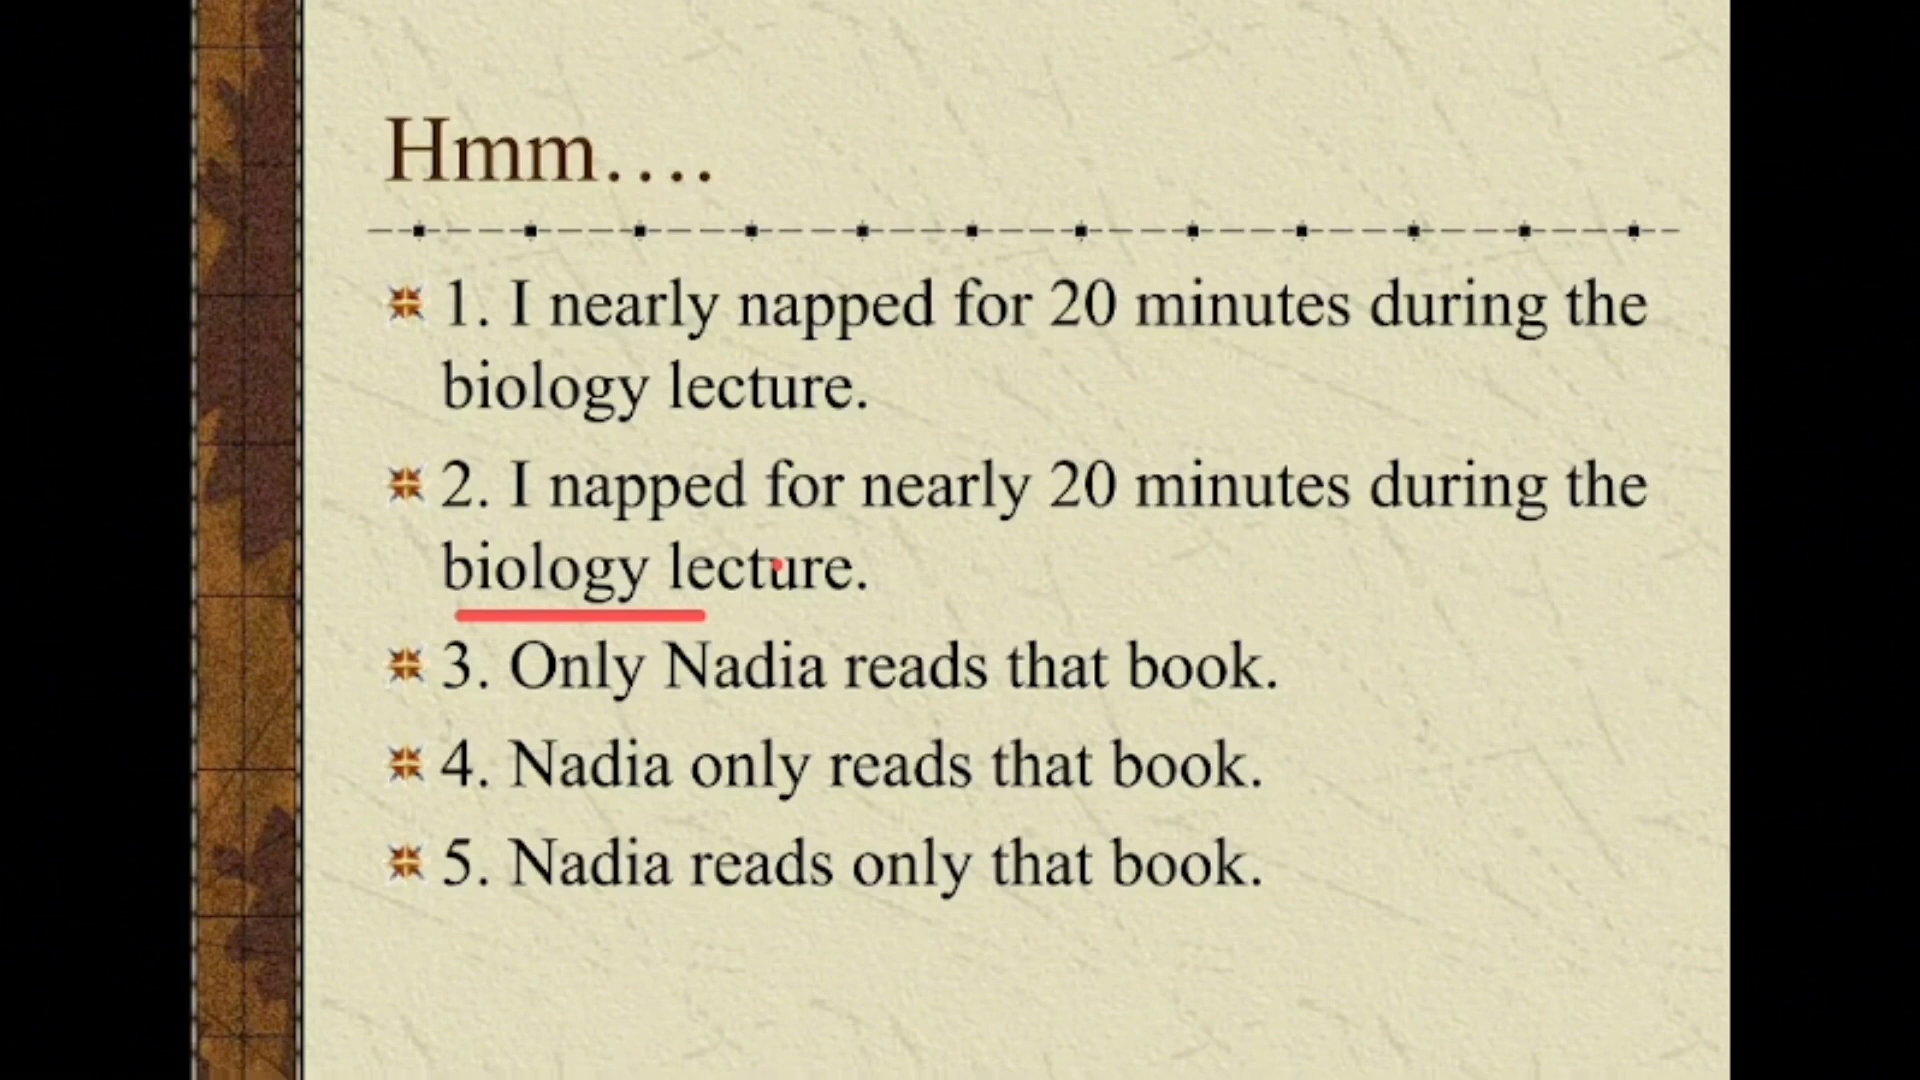 Hmm….
1. I nearly napped for 20 minutes during the
biology lecture.
2. I napped for nearly 20 minutes during the
biology lecture.
3. Only Nadia reads that book.
4. Nadia only reads that book.
5. Nadia reads only that book.